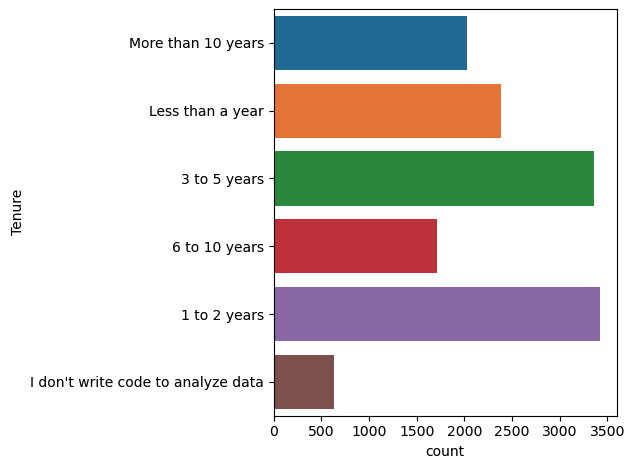 More than 10 years
Less than a year
3 to 5 years
6 to 10 years
1 to 2 years
I don't write code to analyze data
Tenure
0 500 1000 1500 2000 2500 3000 3500
count